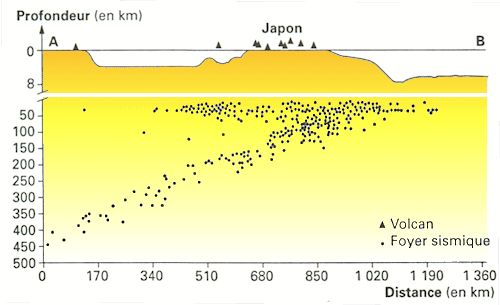 Profondeur (en km)
A
Japon
B
0
8
50
100
150
200
250
300
350
400
450
500
Volcan
Foyer sismique
0 170 340 510 680 850 1 020 1 190 1 360
Distance (en km)